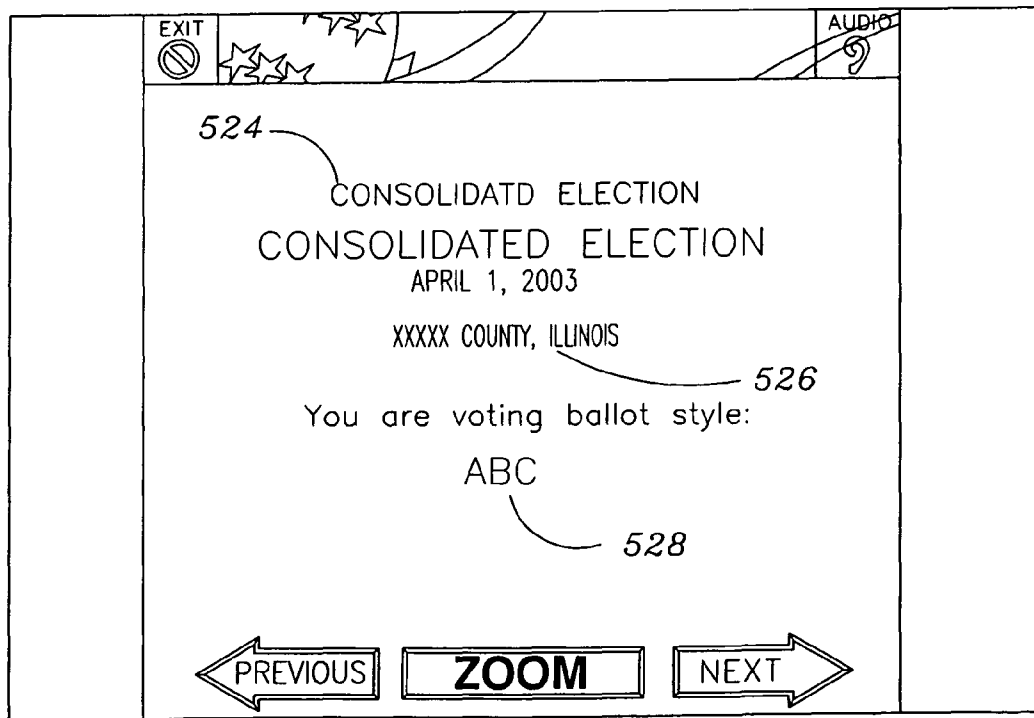 EXIT AUDIO
524
CONSOLIDATD ELECTION
CONSOLIDATED ELECTION
APRIL 1, 2003
XXXXX COUNTY, ILLINOIS
526
You are voting ballot style:
ABC
528
PREVIOUS ZOOM NEXT